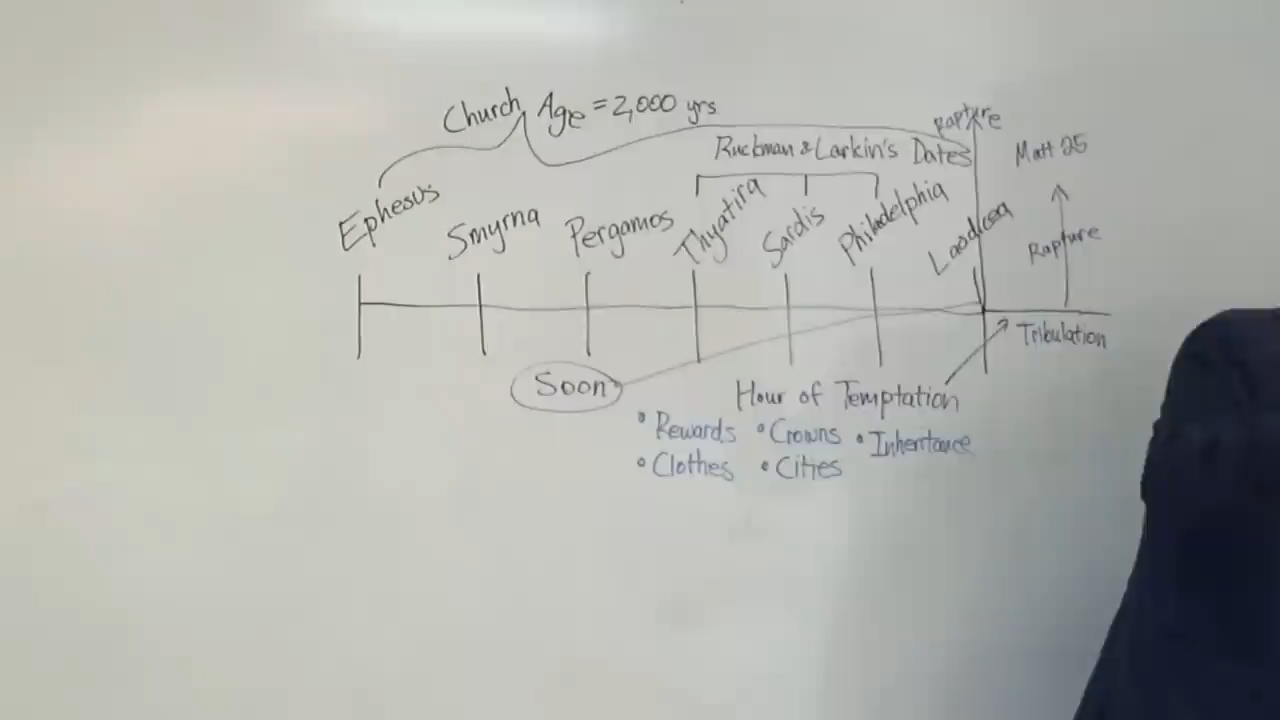 Church Age = 2,000 yrs
Rapture
Ruckman & Larkin's Dates
Matt 25
Ephesus Smyrna Pergamos Thyatira Sardis Philadelphia Laodicea
Rapture
Tribulation
Soon
Hour of Temptation
• Rewards • Crowns • Inheritance
• Clothes • Cities